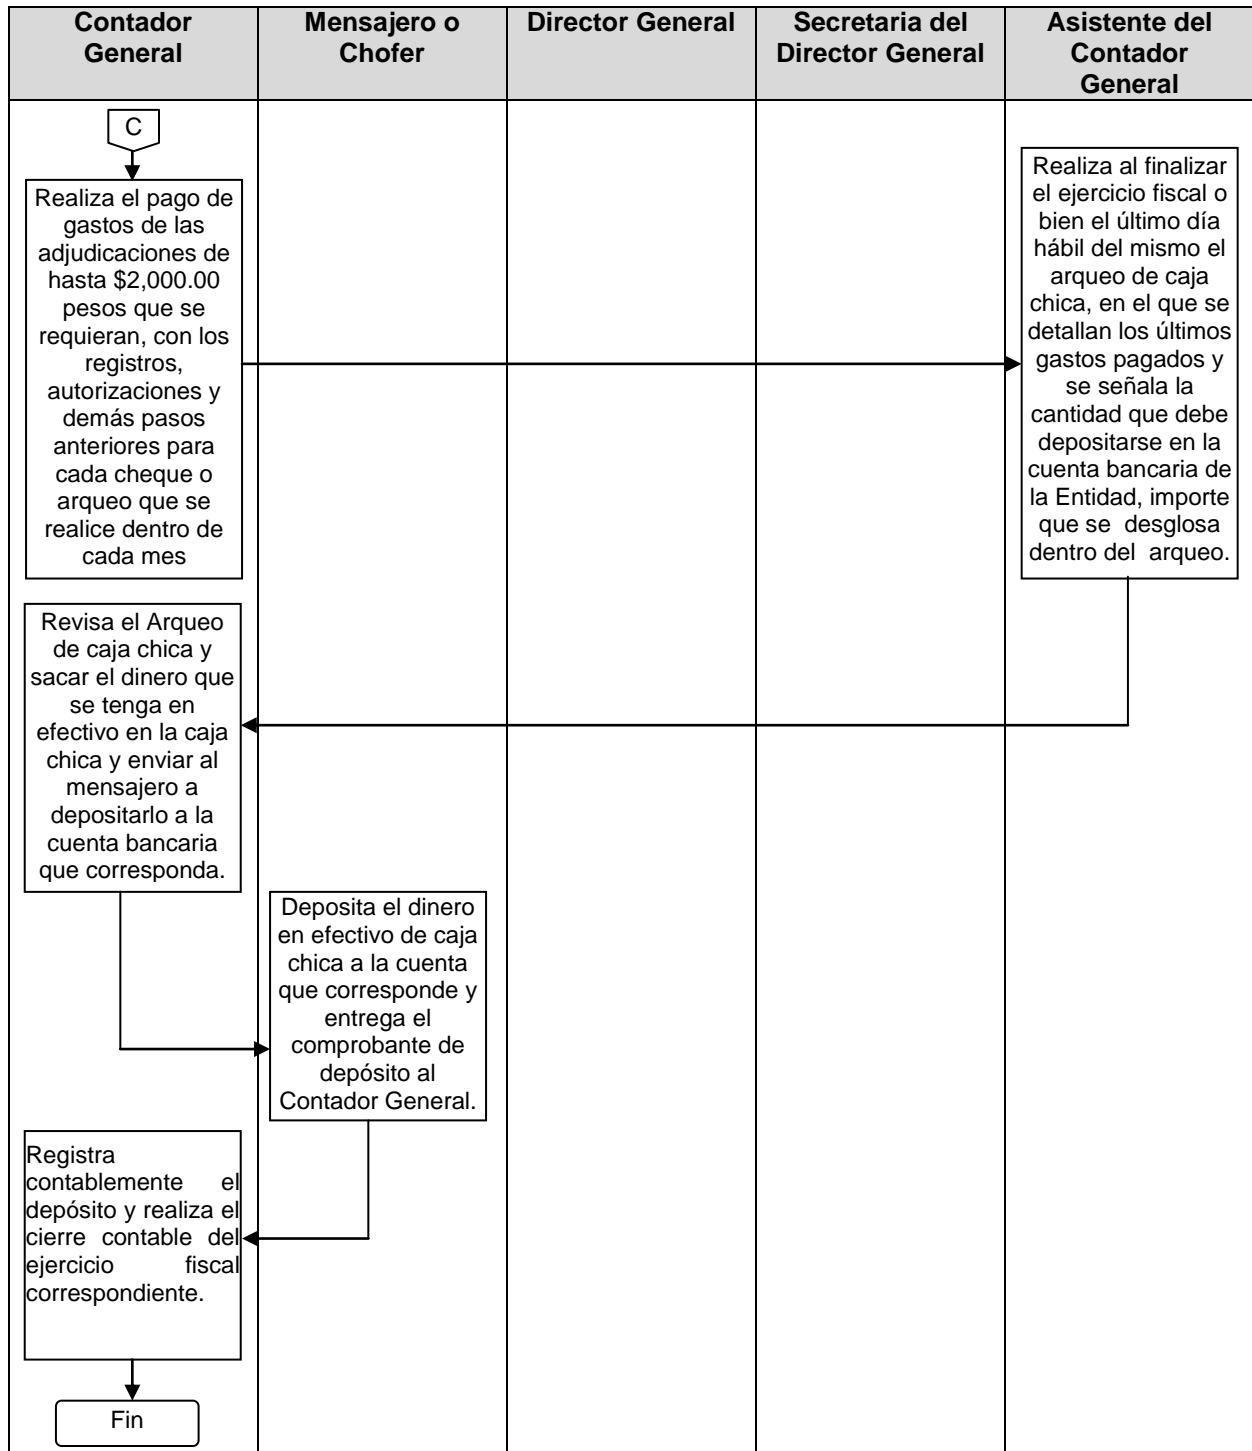 Contador
General
Mensajero o
Chofer
Director General
Secretaria del
Director General
Asistente del
Contador
General
C
Realiza el pago de
gastos de las
adjudicaciones de
hasta $2,000.00
pesos que se
requieran, con los
registros,
autorizaciones y
demás pasos
anteriores para
cada cheque o
arqueo que se
realice dentro de
cada mes
Realiza al finalizar
el ejercicio fiscal o
bien el último día
hábil del mismo el
arqueo de caja
chica, en el que se
detallan los últimos
gastos pagados y
se señala la
cantidad que debe
depositarse en la
cuenta bancaria de
la Entidad, importe
que se desglosa
dentro del arqueo.
Revisa el Arqueo
de caja chica y
sacar el dinero que
se tenga en
efectivo en la caja
chica y enviar al
mensajero a
depositarlo a la
cuenta bancaria
que corresponda.
Deposita el dinero
en efectivo de caja
chica a la cuenta
que corresponde y
entrega el
comprobante de
depósito al
Contador General.
Registra
contablemente el
depósito y realiza el
cierre contable del
ejercicio fiscal
correspondiente.
Fin